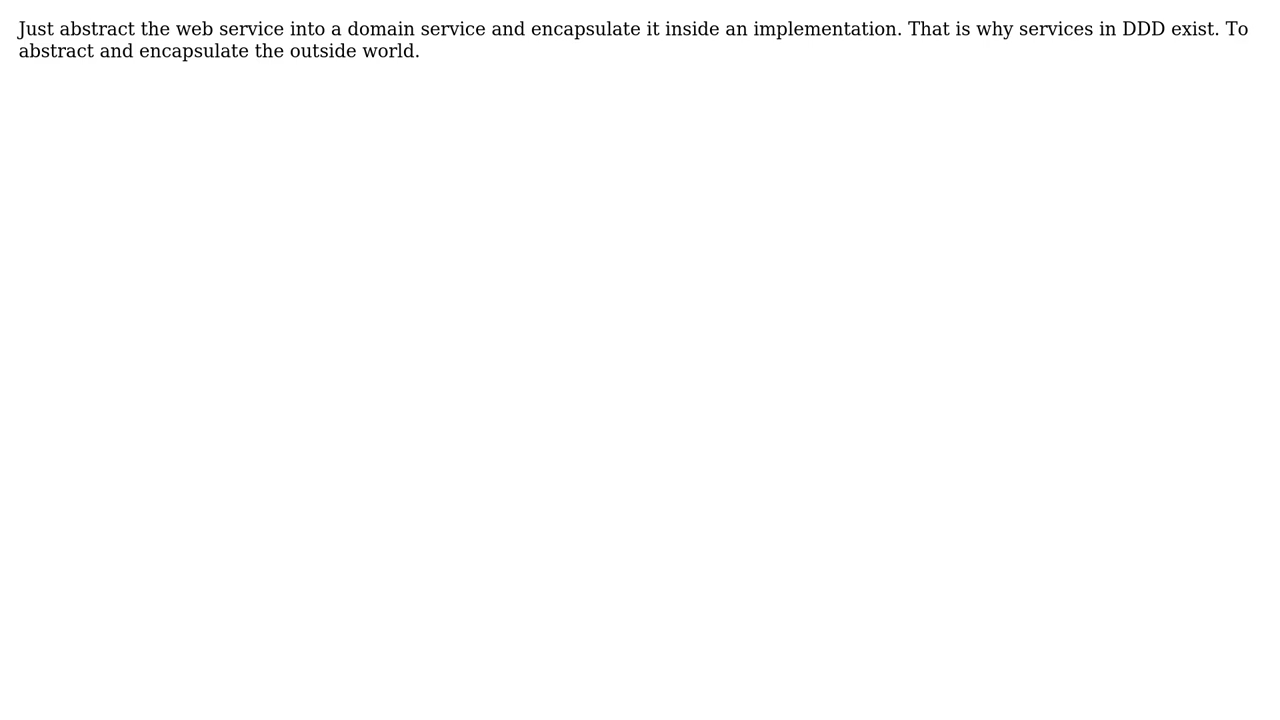 Just abstract the web service into a domain service and encapsulate it inside an implementation. That is why services in DDD exist. To
abstract and encapsulate the outside world.